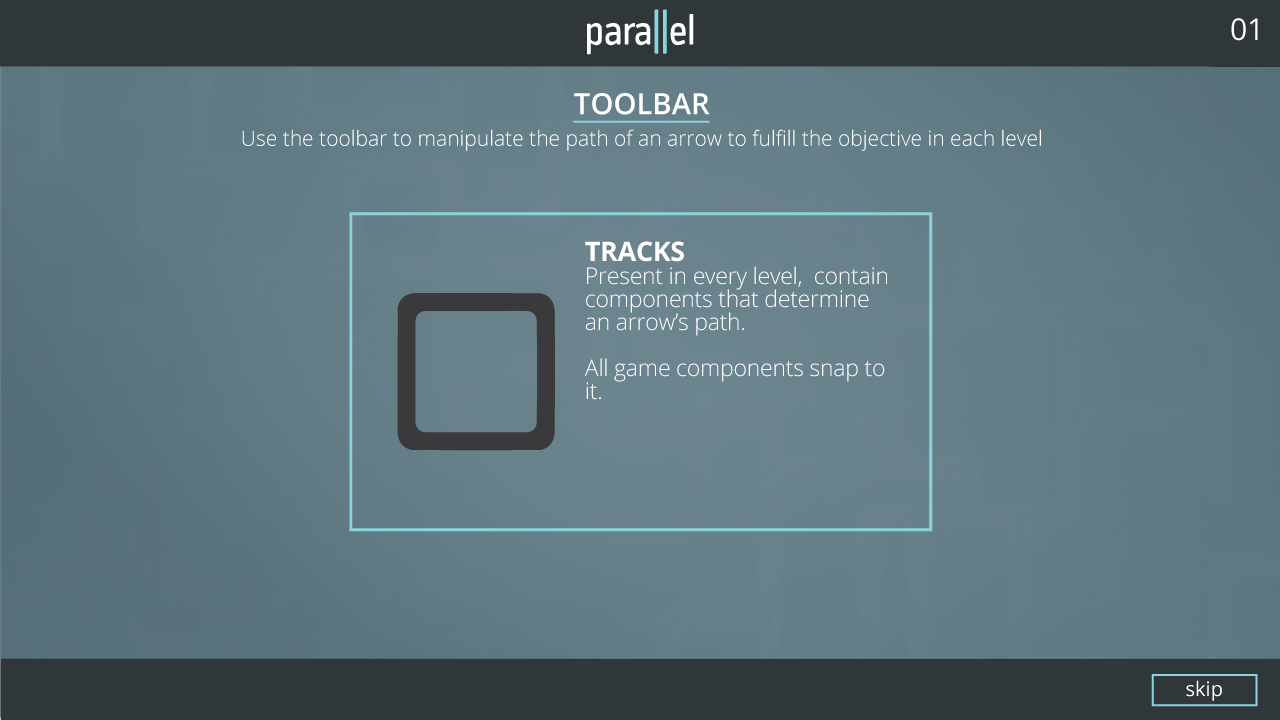 parallel
01
TOOLBAR
Use the toolbar to manipulate the path of an arrow to fulfill the objective in each level
TRACKS
Present in every level,  contain
components that determine
an arrow’s path.
All game components snap to
it.
skip